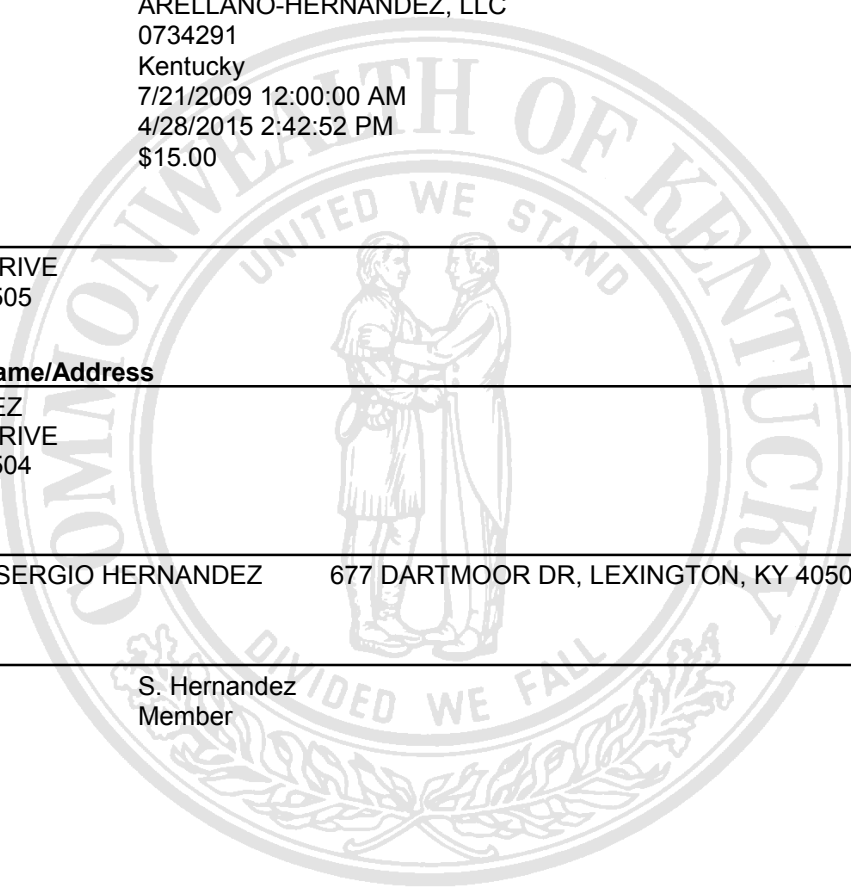 ARELLANO-HERNANDEZ, LLC
0734291
Kentucky
7/21/2009 12:00:00 AM
4/28/2015 2:42:52 PM
$15.00
RIVE
505
ame/Address
EZ
RIVE
504
SERGIO HERNANDEZ 677 DARTMOOR DR, LEXINGTON, KY 4050
S. Hernandez
Member
COMMONWEALTH OF KENTUCKY
UNITED WE STAND
DIVIDED WE FALL